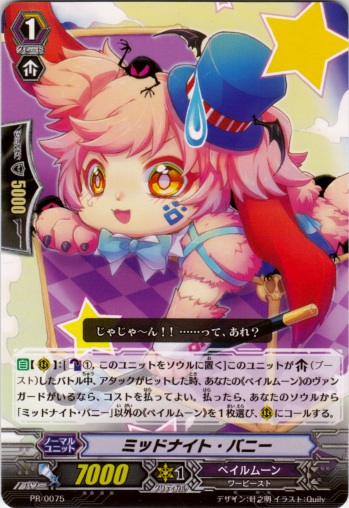 1
グレード
5000
じゃじゃ～ん!! ……って、あれ?
自【R】:[①, このユニットをソウルに置く]このユニットが(ブー
スト)したバトル中、アタックがヒットした時、あなたの《ペイルムーン》のヴァン
ガードがいるなら、コストを払ってよい。払ったら、あなたのソウルから
「ミッドナイト・バニー」以外の《ペイルムーン》を1枚選び、Rにコールする。
ノーマル
ユニット
ミッドナイト・バニー
パワー
7000
1
クリティカル
ペイルムーン
ワービースト
PR/0075
デザイン:叶之明 イラスト:Quily